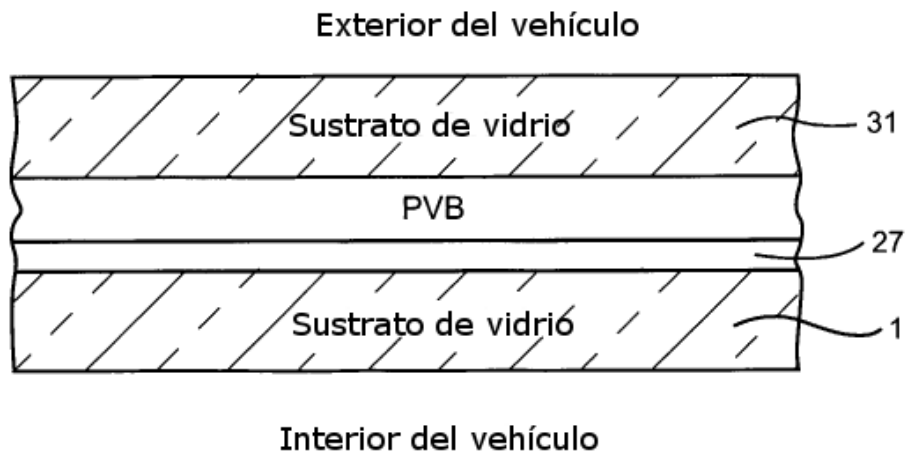 Exterior del vehículo
Sustrato de vidrio
31
PVB
27
Sustrato de vidrio
1
Interior del vehículo